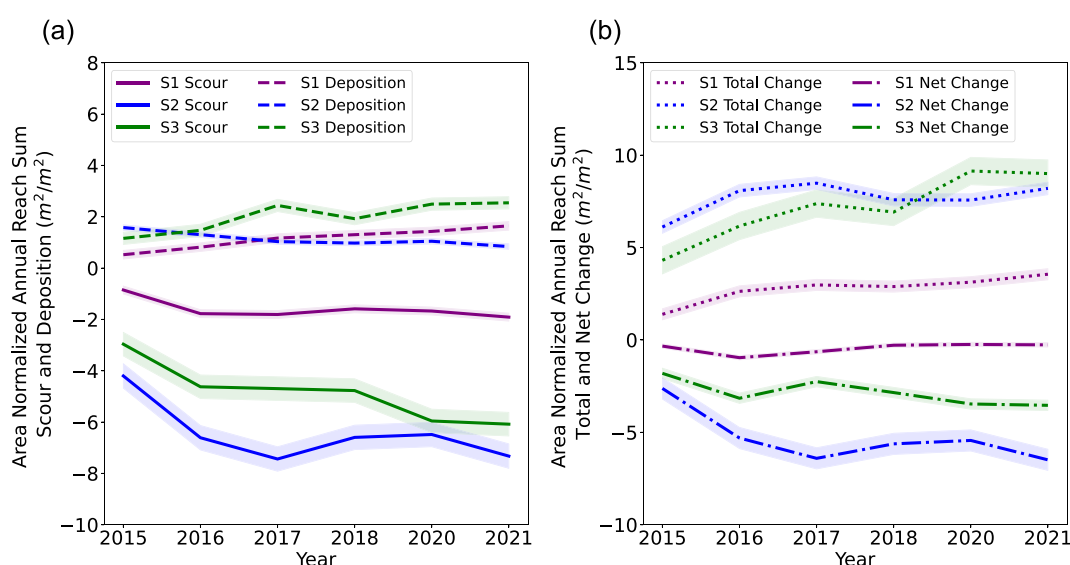 (a)
(b)
S1 Scour
S2 Scour
S3 Scour
S1 Deposition
S2 Deposition
S3 Deposition
Area Normalized Annual Reach Sum
Scour and Deposition (m²/m²)
8
6
4
2
0
−2
−4
−6
−8
−10
2015
2016
2017
2018
2020
2021
Year
S1 Total Change
S2 Total Change
S3 Total Change
S1 Net Change
S2 Net Change
S3 Net Change
Area Normalized Annual Reach Sum
Total and Net Change (m²/m²)
15
10
5
0
−5
−10
2015
2016
2017
2018
2020
2021
Year